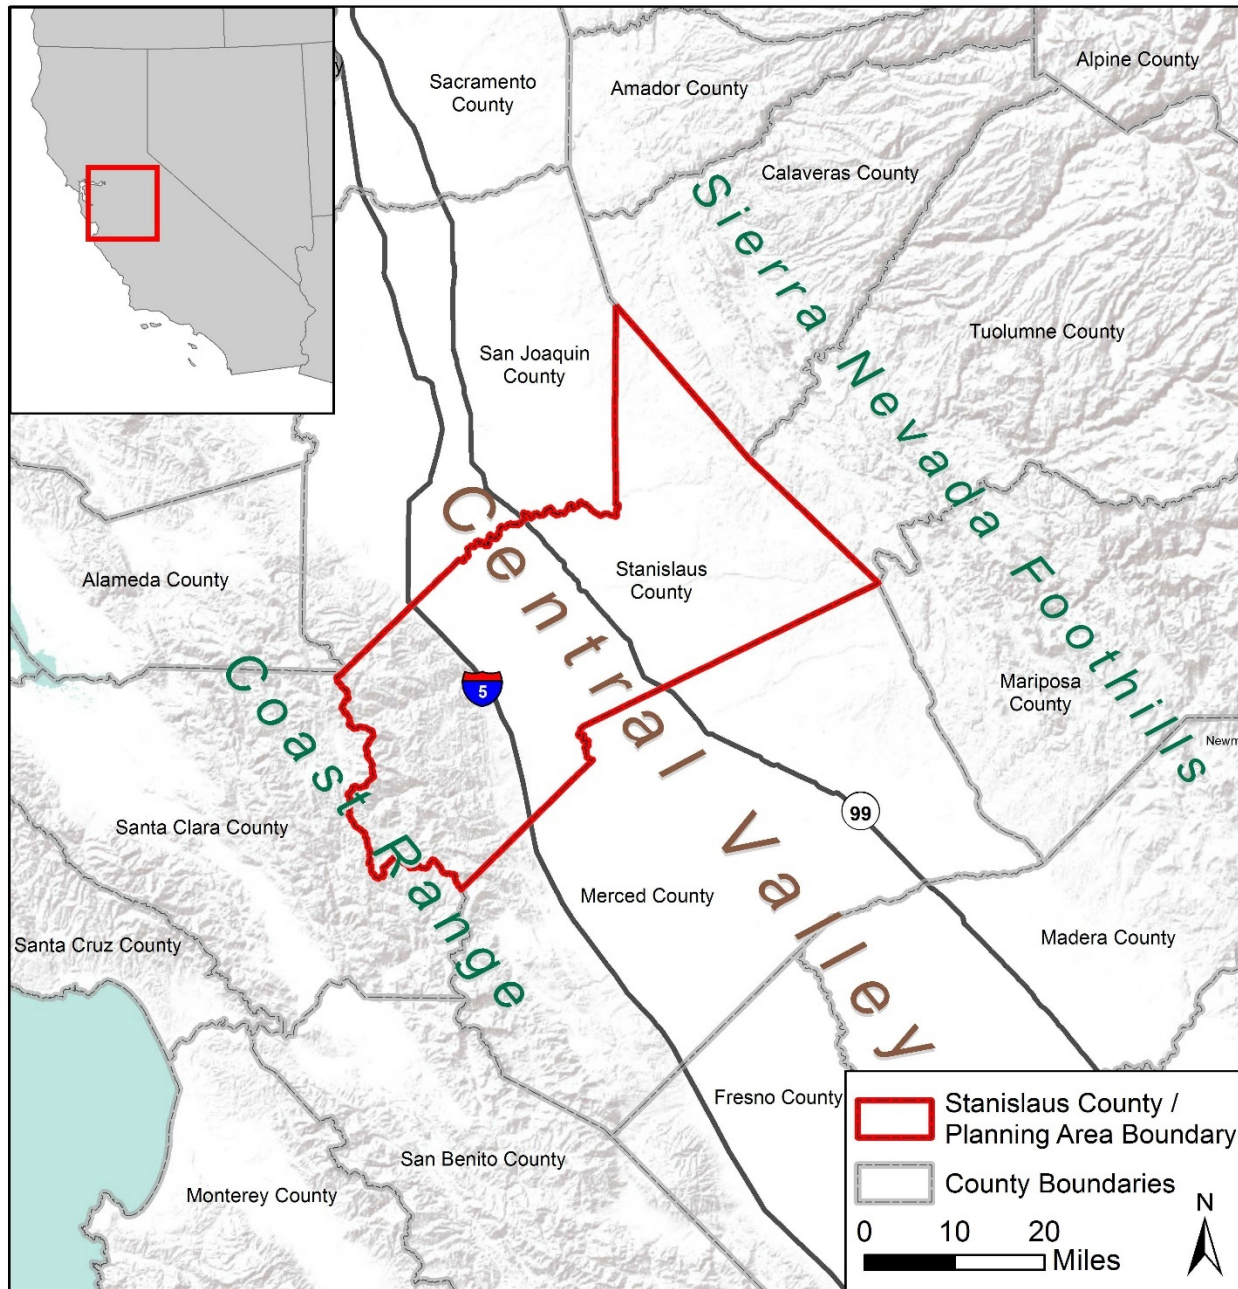 Sacramento
County
Amador County
Alpine County
Calaveras County
Sierra Nevada Foothills
Tuolumne County
San Joaquin
County
Central Valley
Alameda County
Stanislaus
County
Coast Range
5
Mariposa
County
Newm
99
Santa Clara County
Merced County
Santa Cruz County
Madera County
Fresno County
San Benito County
Monterey County
Stanislaus County /
Planning Area Boundary
County Boundaries
N
0 10 20
Miles